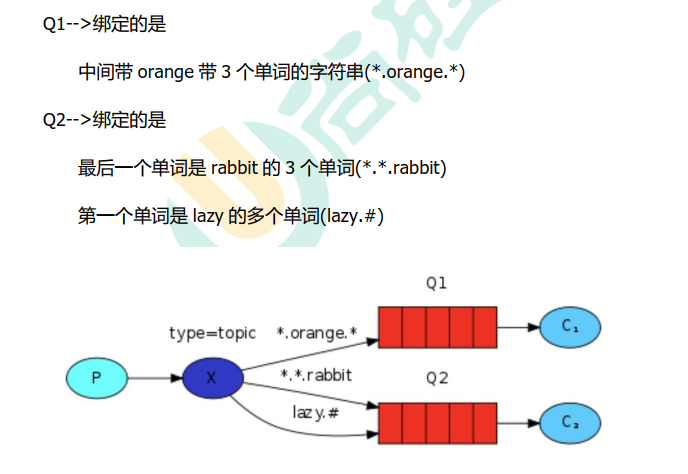 Q1-->绑定的是
中间带 orange 带 3 个单词的字符串(*.orange.*)
Q2-->绑定的是
最后一个单词是 rabbit 的 3 个单词(*.*.rabbit)
第一个单词是 lazy 的多个单词(lazy.#)
Q1
type=topic *.orange.*
C₁
P
X
*.*.rabbit
Q2
lazy.#
C₂